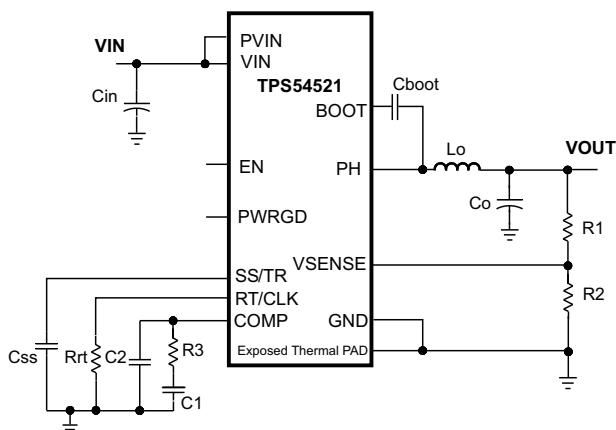 VIN
PVIN
VIN
TPS54521
Cboot
Cin
BOOT
Lo
VOUT
EN
PH
Co
R1
PWRGD
VSENSE
SS/TR
R2
RT/CLK
COMP
GND
Css
Rrt
C2
R3
Exposed Thermal PAD
C1